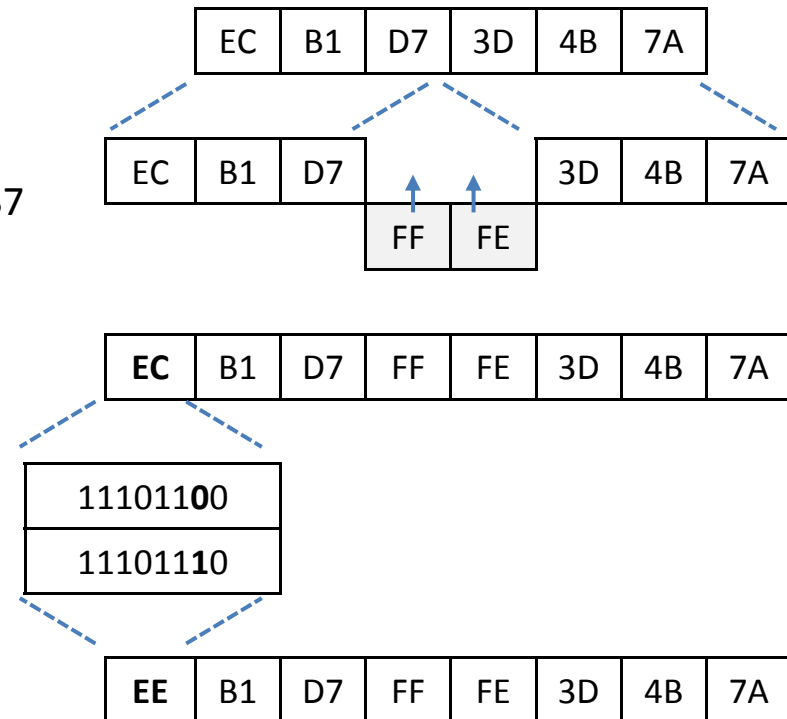 EC B1 D7 3D 4B 7A
EC B1 D7 3D 4B 7A
7
FF FE
EC B1 D7 FF FE 3D 4B 7A
11101100
11101110
EE B1 D7 FF FE 3D 4B 7A